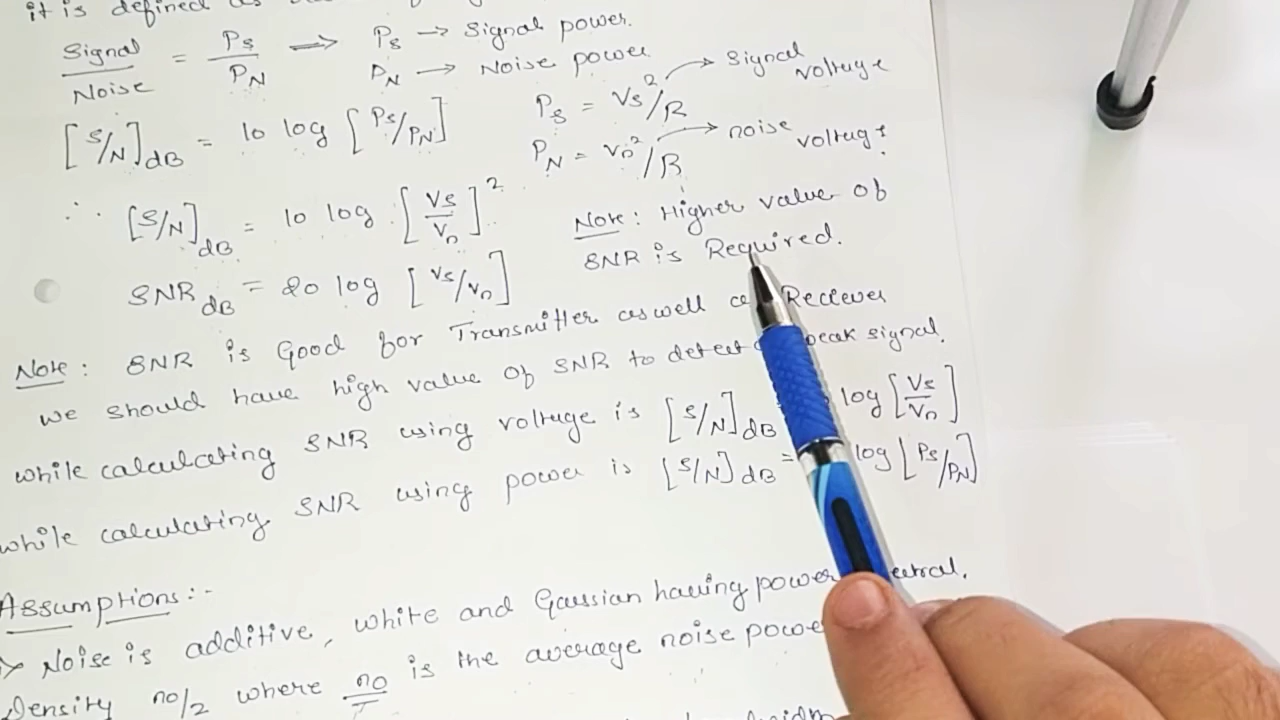 it is defined as
Signal/Noise = PS/PN => PS → Signal power.
PN → Noise power
[S/N]dB = 10 log [PS/PN]
PS = VS²/R → Signal voltage
PN = Vn²/R → noise voltage
∴ [S/N]dB = 10 log [VS/Vn]²
SNRdB = 20 log [VS/Vn]
Note: Higher value of
SNR is Required.
Note: SNR is Good for Transmitter as well as Reciever
we should have high value of SNR to detect weak signal.
while calculating SNR using voltage is [S/N]dB log [VS/Vn]
while calculating SNR using power is [S/N]dB = log [PS/PN]
Assumptions:-
> Noise is additive, white and Gaussian having power
Density no/2 where no is the average noise power